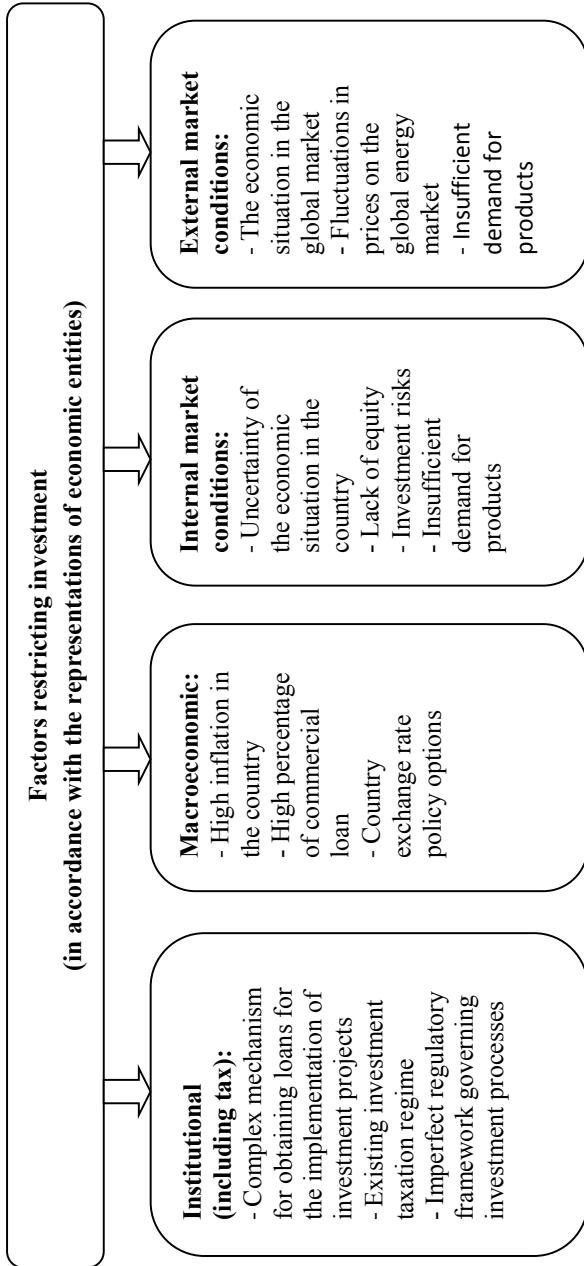 Factors restricting investment
(in accordance with the representations of economic entities)
Institutional
(including tax):
- Complex mechanism
for obtaining loans for
the implementation of
investment projects
- Existing investment
taxation regime
- Imperfect regulatory
framework governing
investment processes
Macroeconomic:
- High inflation in
the country
- High percentage
of commercial
loan
- Country
exchange rate
policy options
Internal market
conditions:
- Uncertainty of
the economic
situation in the
country
- Lack of equity
- Investment risks
- Insufficient
demand for
products
External market
conditions:
- The economic
situation in the
global market
- Fluctuations in
prices on the
global energy
market
- Insufficient
demand for
products